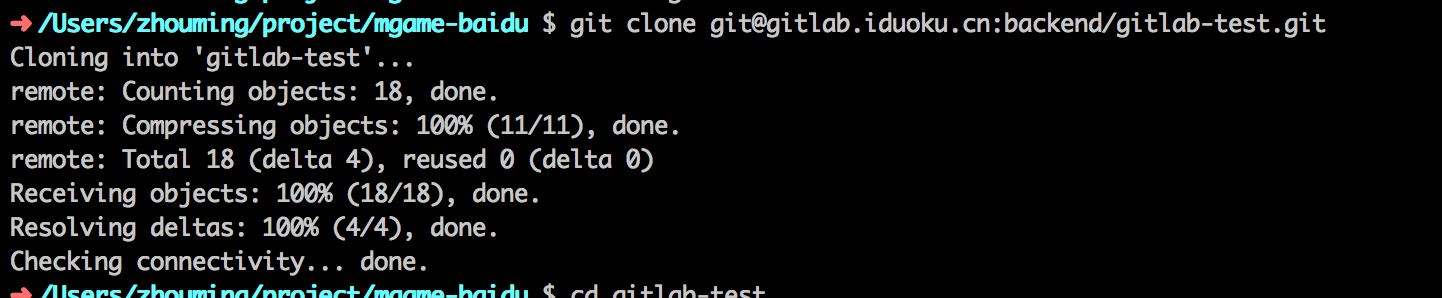 ➜ /Users/zhouming/project/mgame-baidu $ git clone git@gitlab.iduoku.cn:backend/gitlab-test.git
Cloning into 'gitlab-test'...
remote: Counting objects: 18, done.
remote: Compressing objects: 100% (11/11), done.
remote: Total 18 (delta 4), reused 0 (delta 0)
Receiving objects: 100% (18/18), done.
Resolving deltas: 100% (4/4), done.
Checking connectivity... done.
➜ /Users/zhouming/project/mgame-baidu $ cd gitlab-test